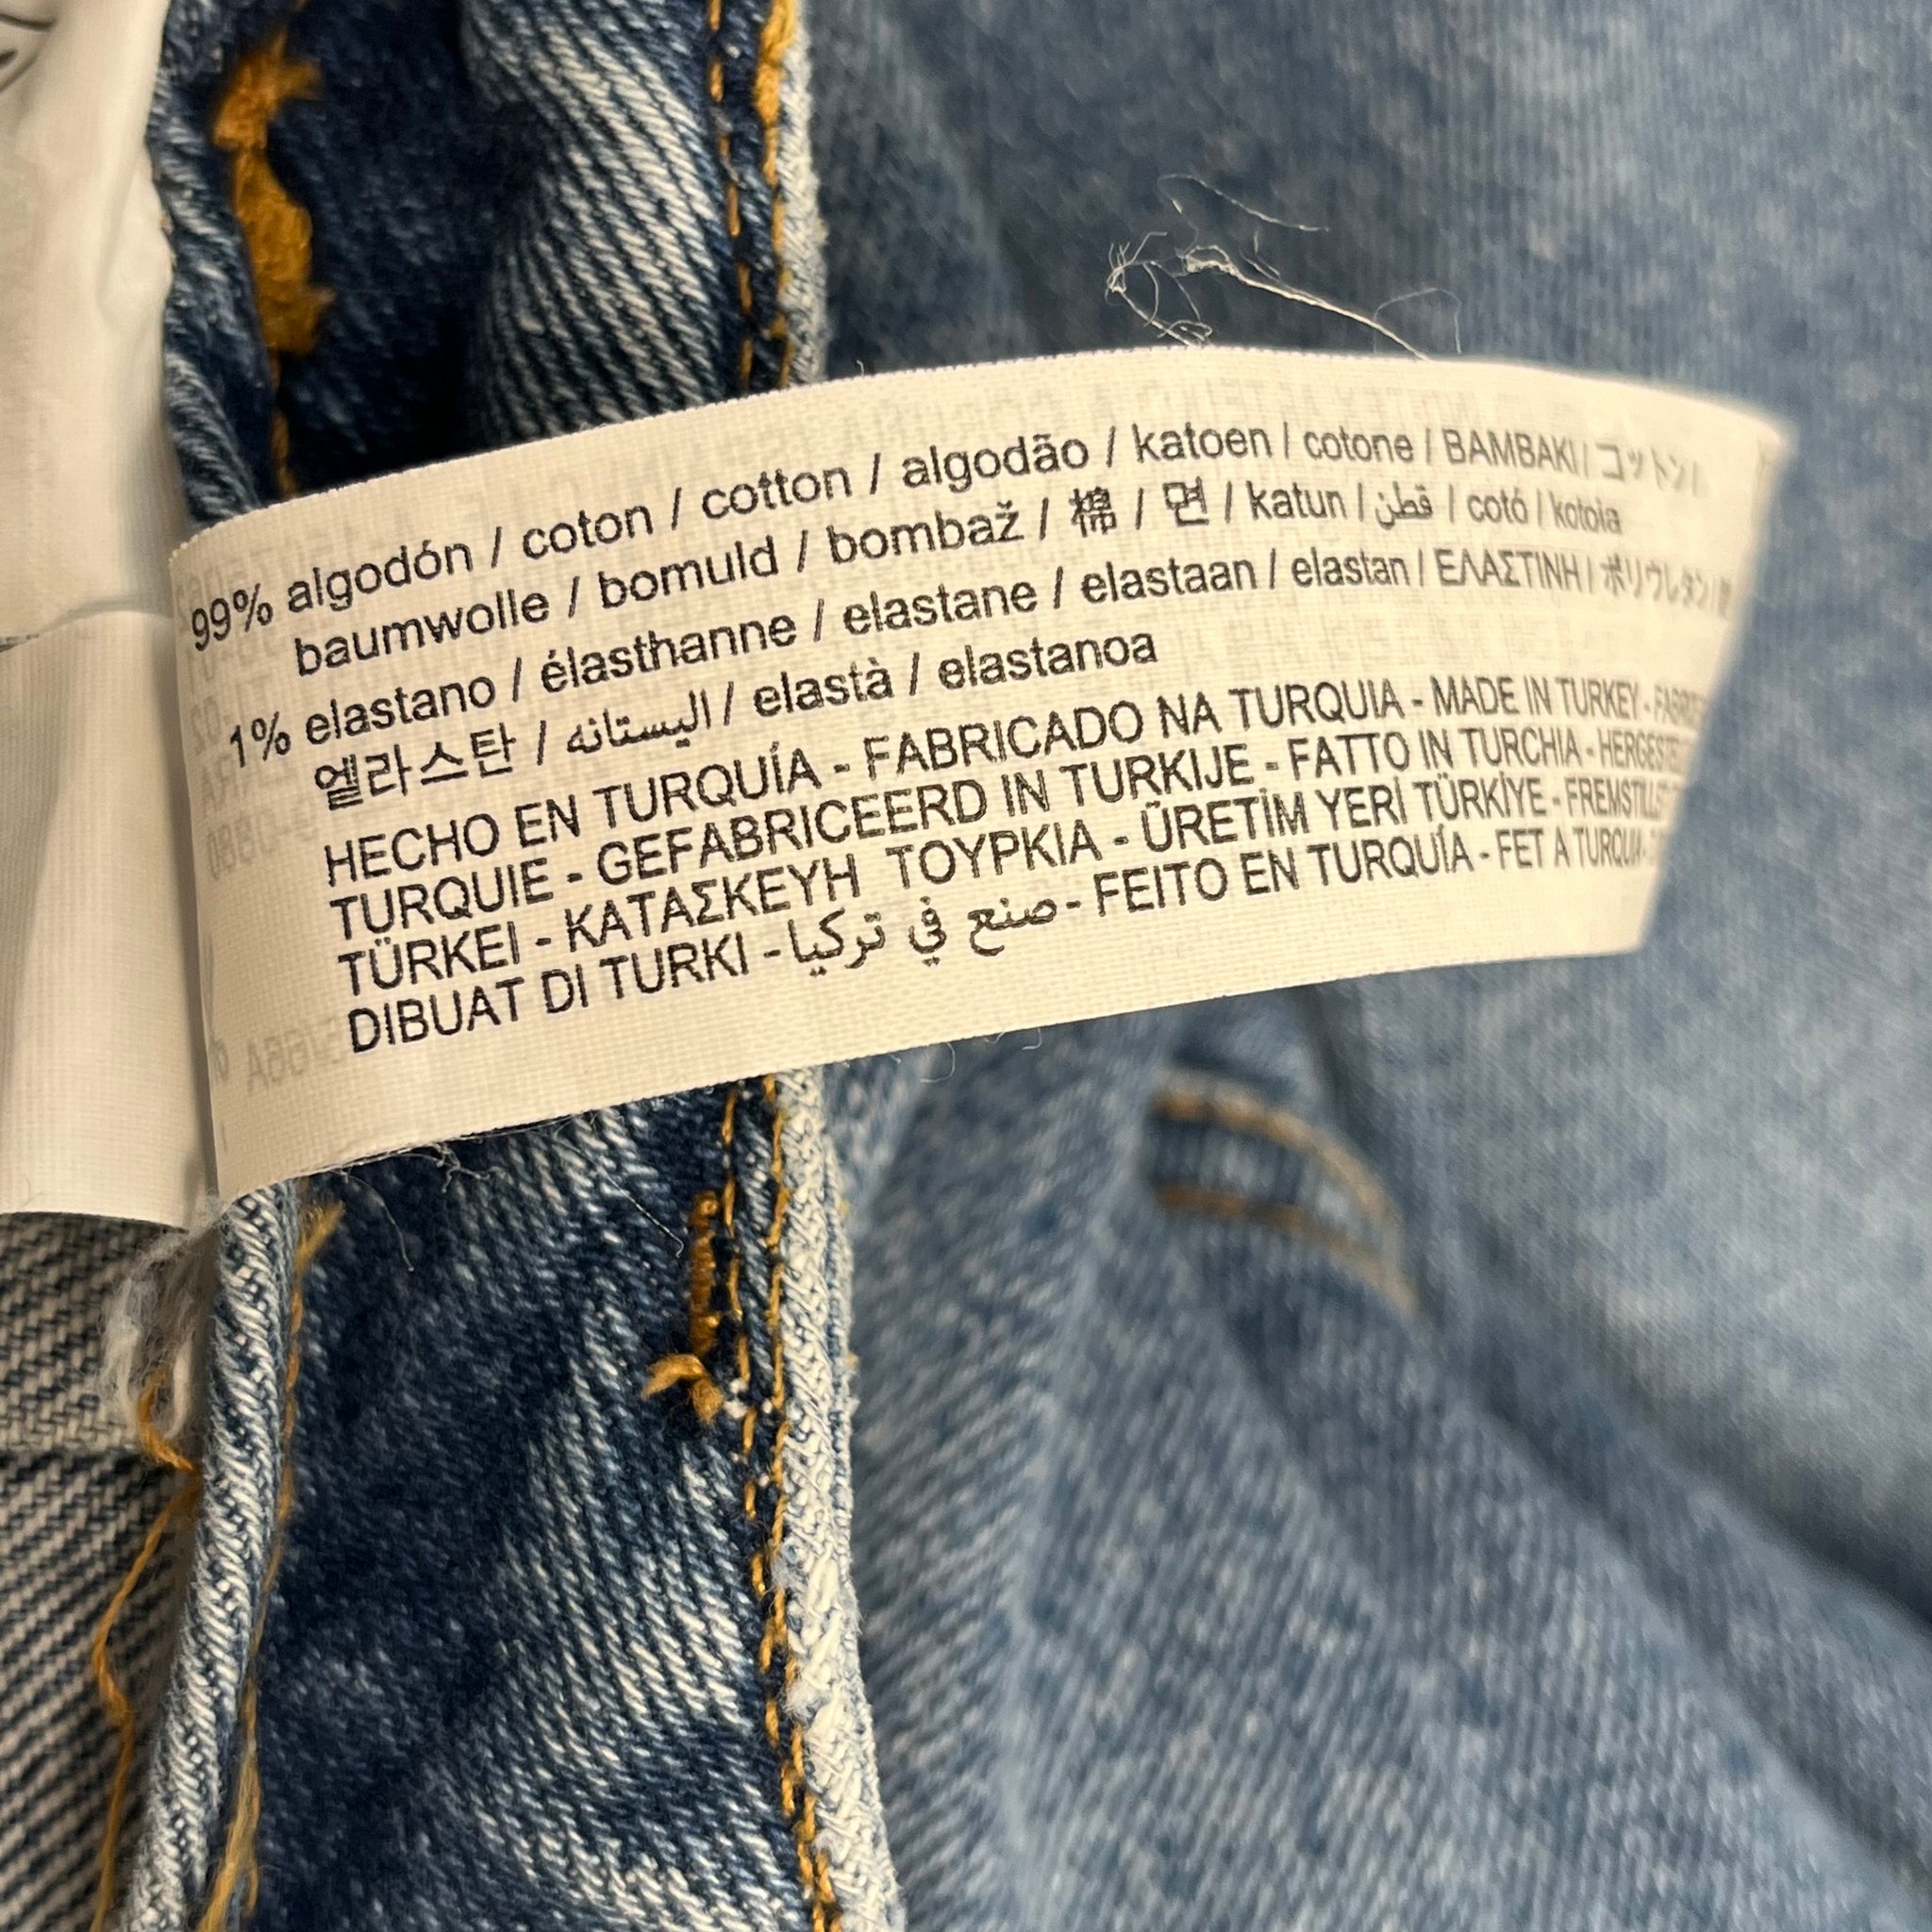 99% algodón / coton / cotton / algodão / katoen / cotone / BAMBAKI / コットン /
baumwolle / bomuld / bombaž / 棉 / 면 / katun / قطن / cotó / kotoia
1% elastano / élasthanne / elastane / elastaan / elastan / ΕΛΑΣΤΙΝΗ / ポリウレタン /
엘라스탄 / اليستانه / elastà / elastanoa
HECHO EN TURQUÍA - FABRICADO NA TURQUIA - MADE IN TURKEY -
TURQUIE - GEFABRICEERD IN TURKIJE - FATTO IN TURCHIA -
TÜRKEI - ΚΑΤΑΣΚΕΥΗ ΤΟΥΡΚΙΑ - ÜRETİM YERİ TÜRKİYE -
DIBUAT DI TURKI - صنع في تركيا - FEITO EN TURQUÍA - FET A TURQUIA -